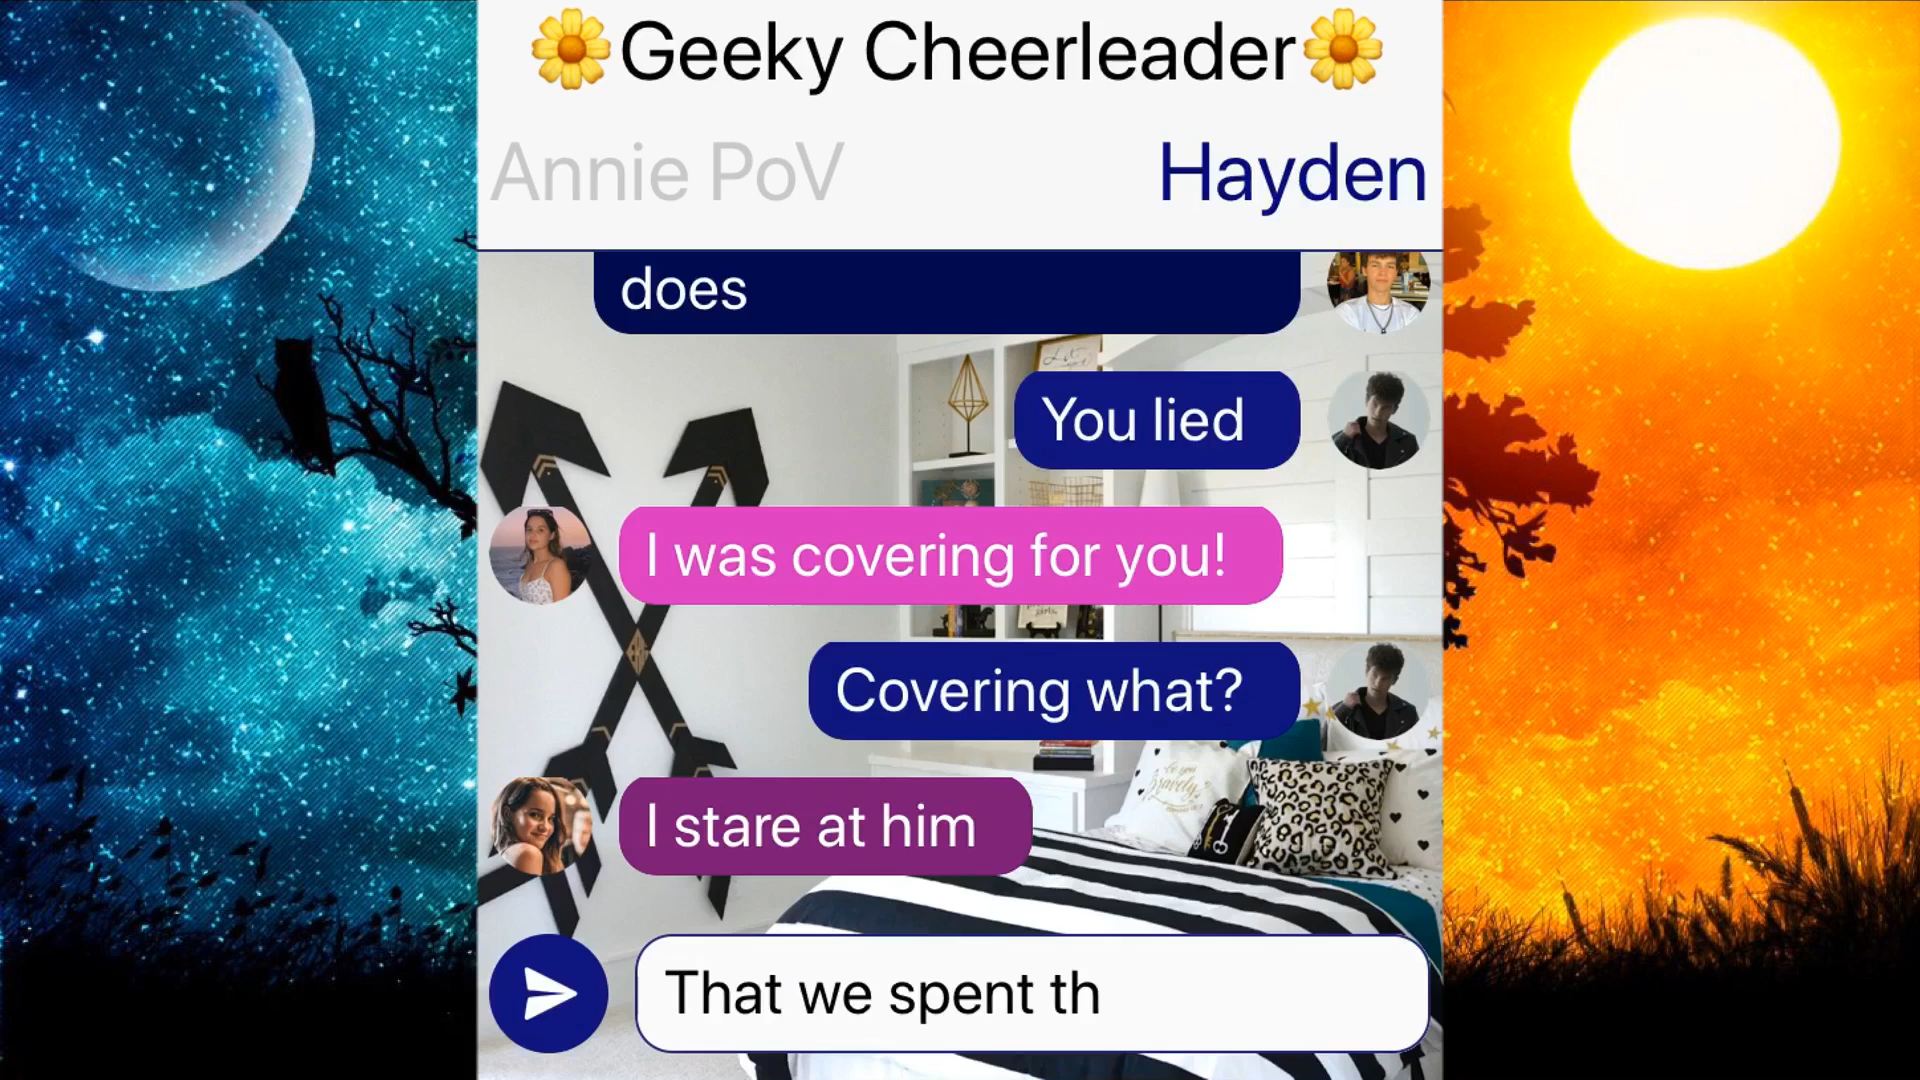 🌼Geeky Cheerleader🌼
Annie PoV
Hayden
does
You lied
I was covering for you!
Covering what?
I stare at him
That we spent th